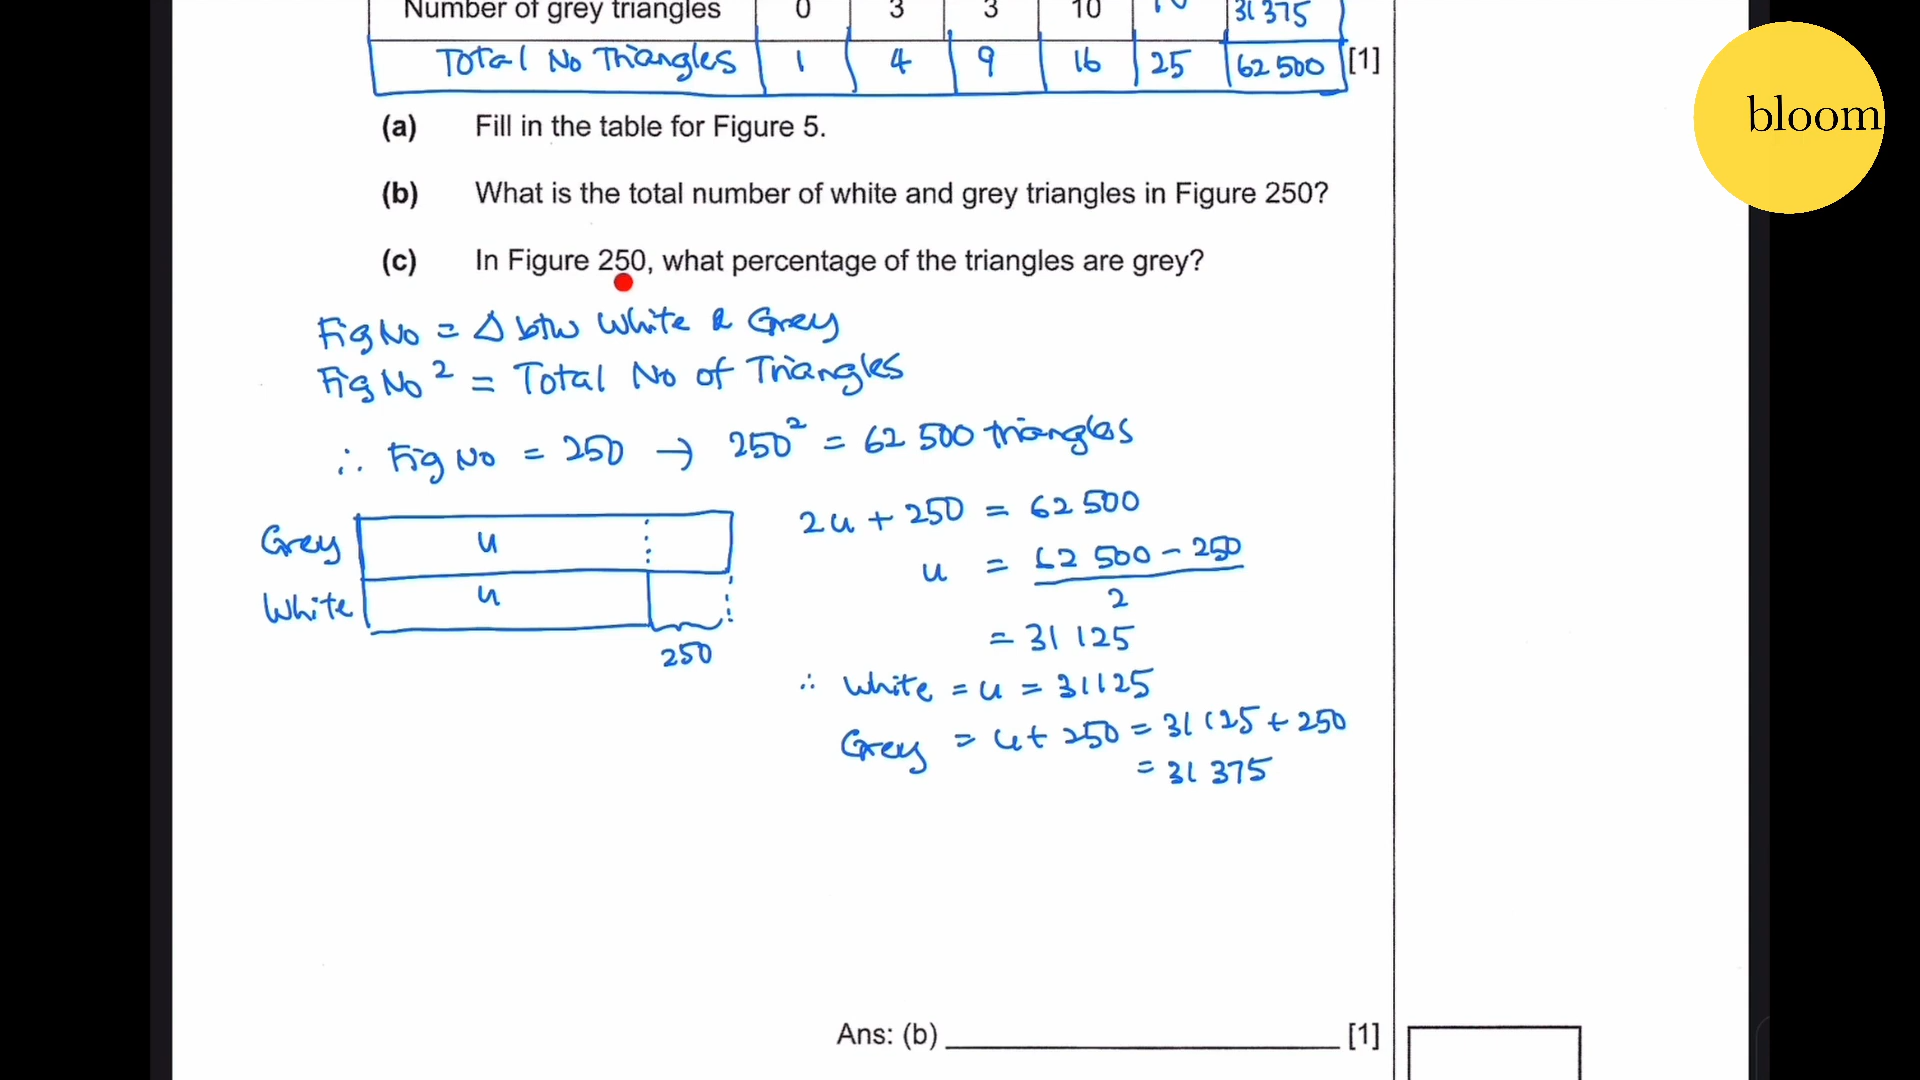 Number of grey triangles 0 3 3 10 31 375
Total No Triangles 1 4 9 16 25 62 500 [1]
bloom
(a) Fill in the table for Figure 5.
(b) What is the total number of white and grey triangles in Figure 250?
(c) In Figure 250, what percentage of the triangles are grey?
Fig No = Δ btw White & Grey
Fig No² = Total No of Triangles
∴ Fig No = 250 → 250² = 62 500 triangles
Grey u
White u
250
2u + 250 = 62 500
u = 62 500 - 250
2
= 31 125
∴ White = u = 31125
Grey = u + 250 = 31125 + 250
= 31 375
Ans: (b) [1]